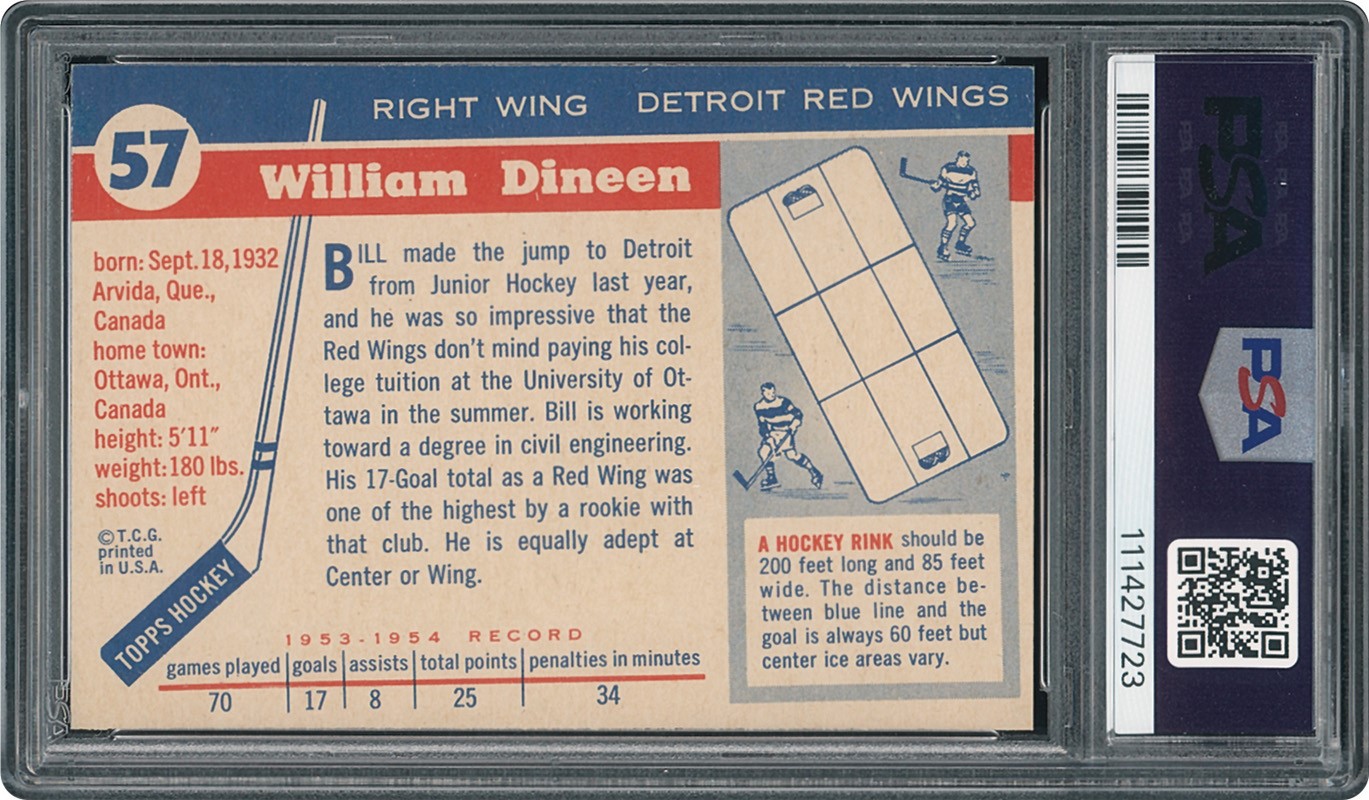 57
RIGHT WING DETROIT RED WINGS
William Dineen
born: Sept. 18, 1932
Arvida, Que.,
Canada
home town:
Ottawa, Ont.,
Canada
height: 5'11"
weight: 180 lbs.
shoots: left
© T.C.G.
printed
in U.S.A.
TOPPS HOCKEY
BILL made the jump to Detroit
from Junior Hockey last year,
and he was so impressive that the
Red Wings don't mind paying his col-
lege tuition at the University of Ot-
tawa in the summer. Bill is working
toward a degree in civil engineering.
His 17-Goal total as a Red Wing was
one of the highest by a rookie with
that club. He is equally adept at
Center or Wing.
1953-1954 RECORD
games played goals assists total points penalties in minutes
70 17 8 25 34
A HOCKEY RINK should be
200 feet long and 85 feet
wide. The distance be-
tween blue line and the
goal is always 60 feet but
center ice areas vary.
PSA
PSA
111427723